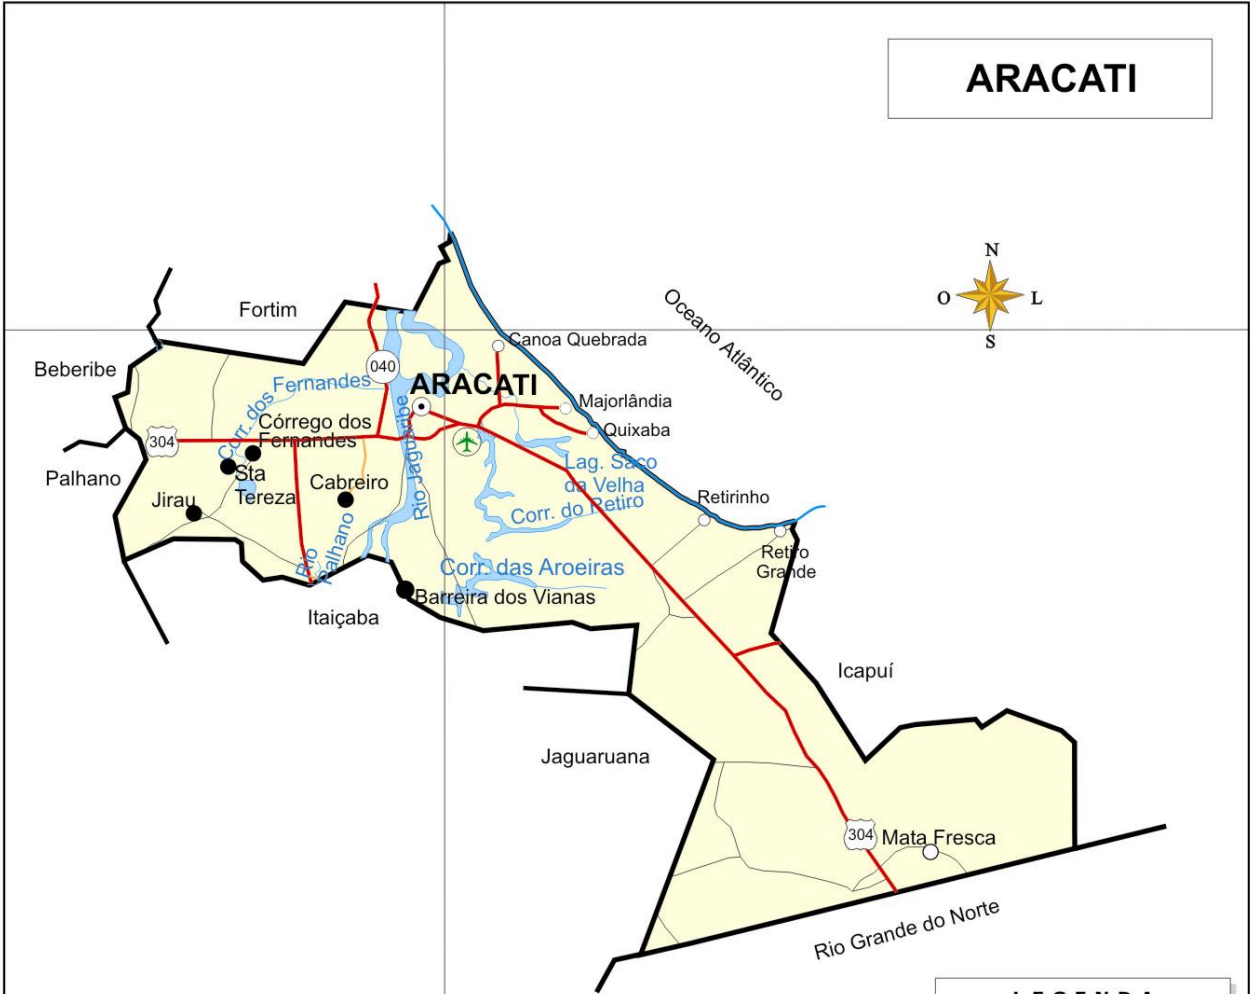 ARACATI
N
O
L
S
Fortim
Oceano Atlântico
Canoa Quebrada
Beberibe
040
Fernandes
ARACATI
Majorlândia
Corr. dos
Córrego dos
Fernandes
Quixaba
304
Rio Jaguaribe
Lag. Saco
da Velha
Palhano
Sta
Tereza
Cabreiro
Jirau
Retirinho
Corr. do Retiro
Rio
Palhano
Retiro
Grande
Corr. das Aroeiras
Barreira dos Vianas
Itaiçaba
Icapuí
Jaguaruana
304
Mata Fresca
Rio Grande do Norte
LEGENDA